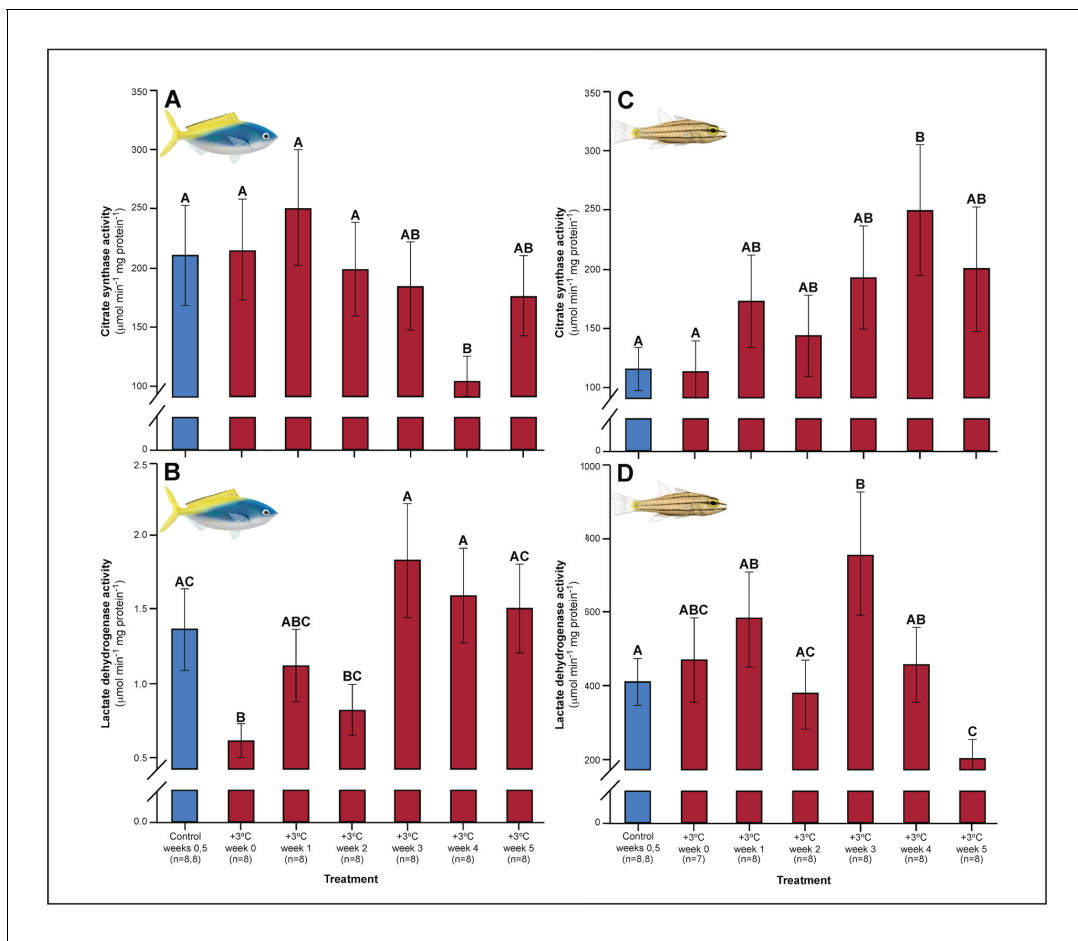 A
350
300
250
200
150
100
0
Citrate synthase activity
(μmol min⁻¹ mg protein⁻¹)
A
A
A
A
AB
B
AB
C
350
300
250
200
150
100
0
Citrate synthase activity
(μmol min⁻¹ mg protein⁻¹)
A
A
AB
AB
AB
B
AB
B
2.5
2.0
1.5
1.0
0.5
0.0
Lactate dehydrogenase activity
(μmol min⁻¹ mg protein⁻¹)
AC
B
ABC
BC
A
A
AC
Control
weeks 0,5
(n=8,8)
+3ºC
week 0
(n=8)
+3ºC
week 1
(n=8)
+3ºC
week 2
(n=8)
+3ºC
week 3
(n=8)
+3ºC
week 4
(n=8)
+3ºC
week 5
(n=8)
Treatment
D
1000
800
600
400
200
0
Lactate dehydrogenase activity
(μmol min⁻¹ mg protein⁻¹)
A
ABC
AB
AC
B
AB
C
Control
weeks 0,5
(n=8,8)
+3ºC
week 0
(n=7)
+3ºC
week 1
(n=8)
+3ºC
week 2
(n=8)
+3ºC
week 3
(n=8)
+3ºC
week 4
(n=8)
+3ºC
week 5
(n=8)
Treatment